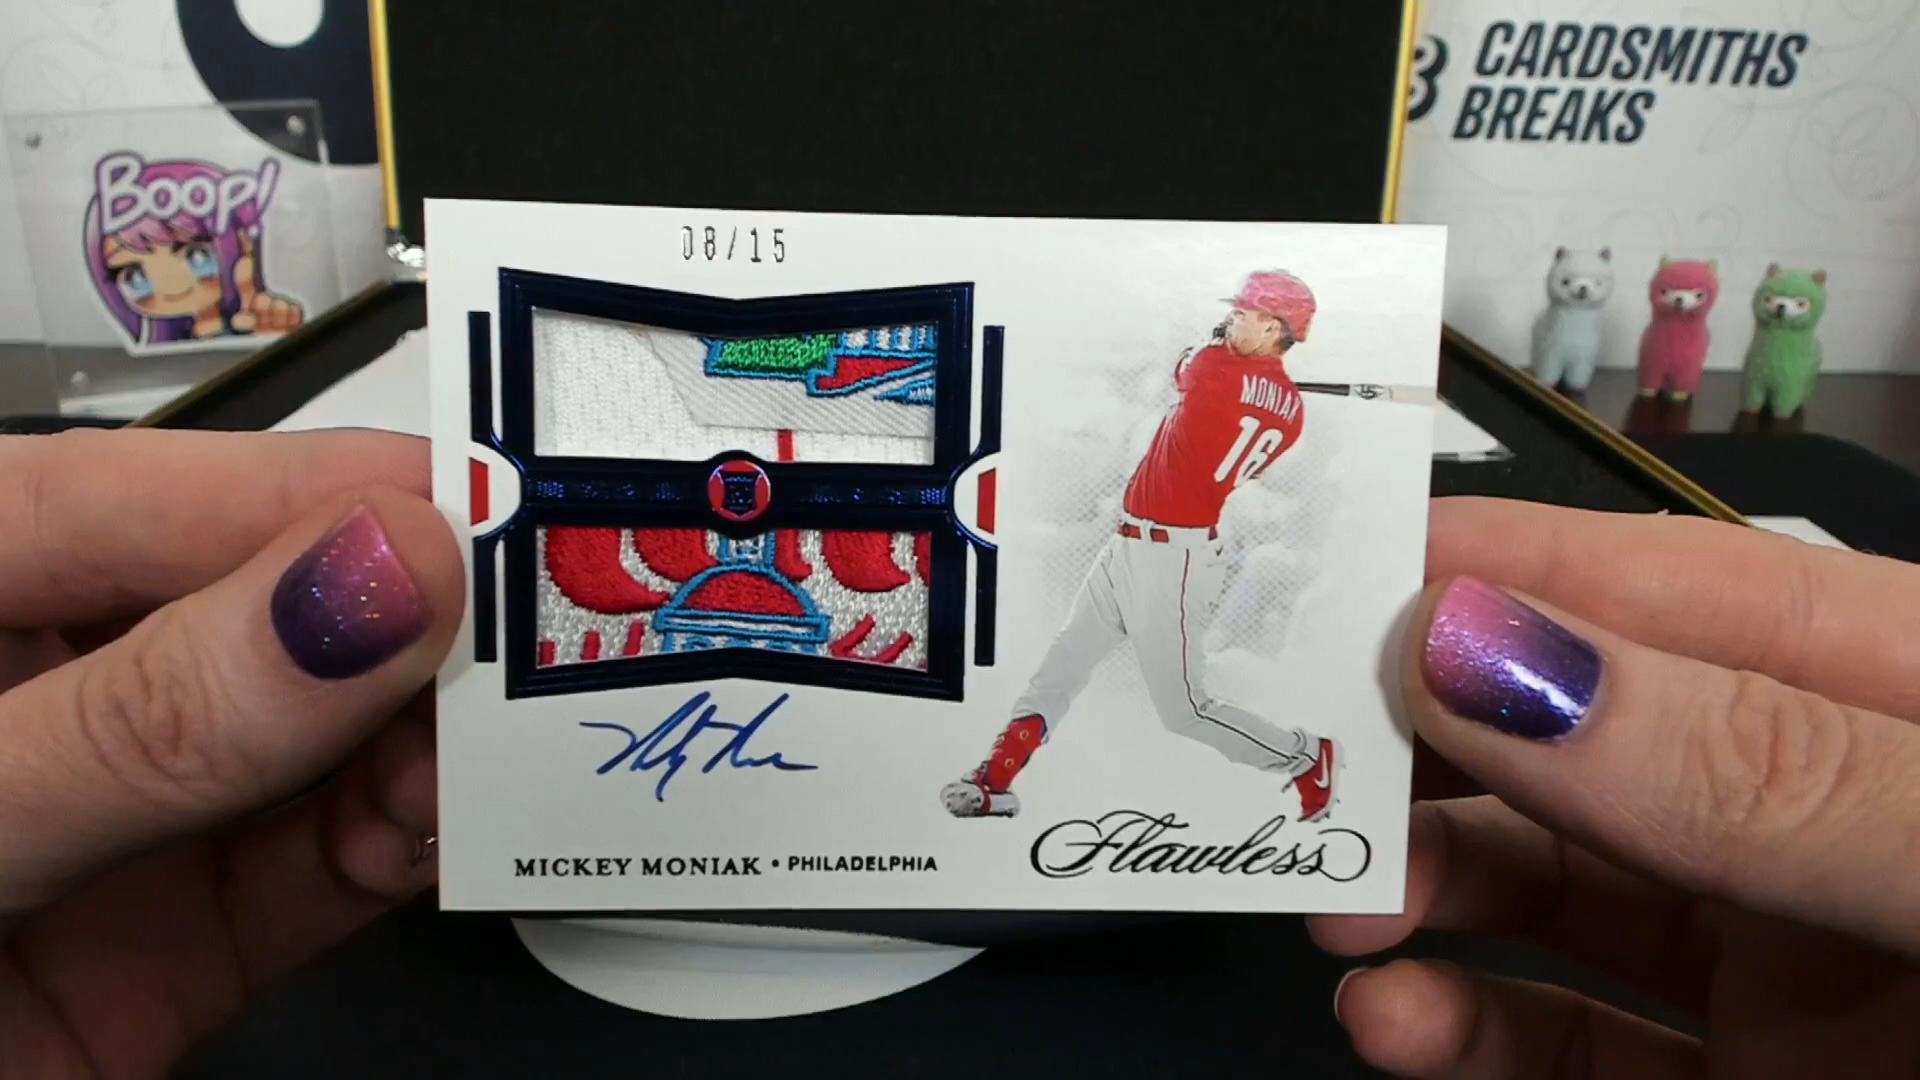 Boop!
CARDSMITHS
BREAKS
08/15
MONIAK
16
MICKEY MONIAK • PHILADELPHIA
Flawless